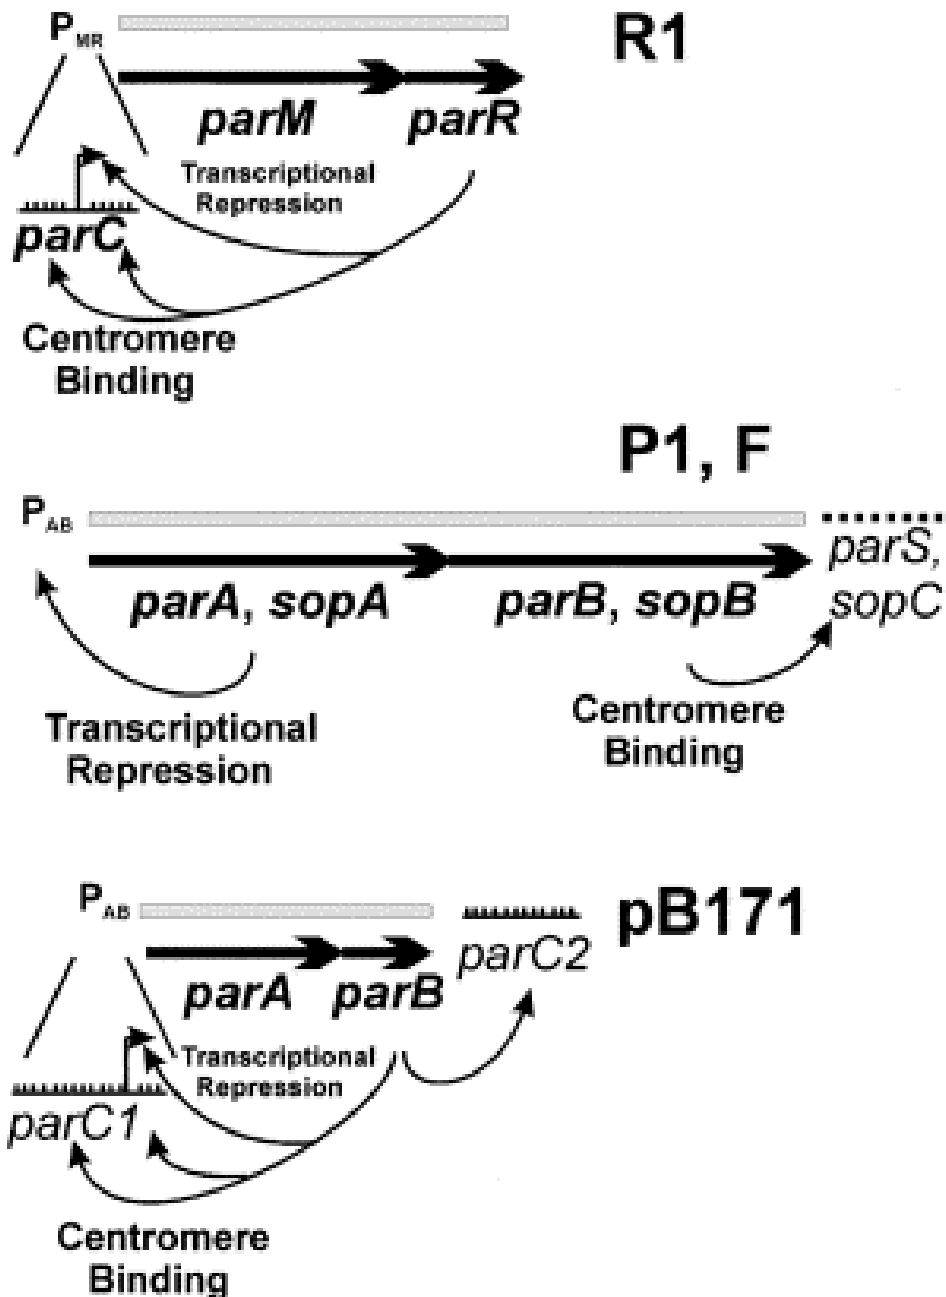 P_MR
R1
parM parR
Transcriptional
Repression
parC
Centromere
Binding
P1, F
P_AB
parS,
sopC
parA, sopA parB, sopB
Transcriptional
Repression
Centromere
Binding
P_AB
pB171
parC2
parA parB
Transcriptional
Repression
parC1
Centromere
Binding